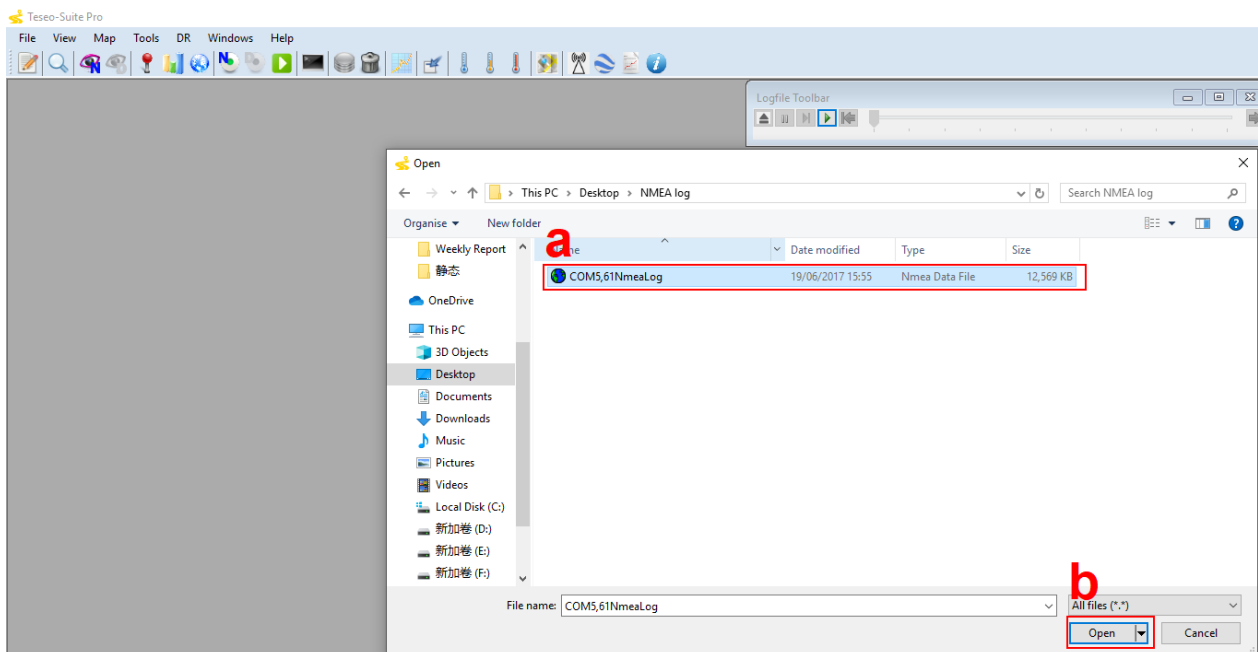 Teseo-Suite Pro
File View Map Tools DR Windows Help
Logfile Toolbar
Open
This PC > Desktop > NMEA log
Search NMEA log
Organise New folder
a
Date modified Type Size
Weekly Report
COM5,61NmeaLog 19/06/2017 15:55 Nmea Data File 12,569 KB
静态
OneDrive
This PC
3D Objects
Desktop
Documents
Downloads
Music
Pictures
Videos
Local Disk (C:)
新加卷 (D:)
新加卷 (E:)
新加卷 (F:)
b
File name: COM5,61NmeaLog All files (*.*)
Open Cancel